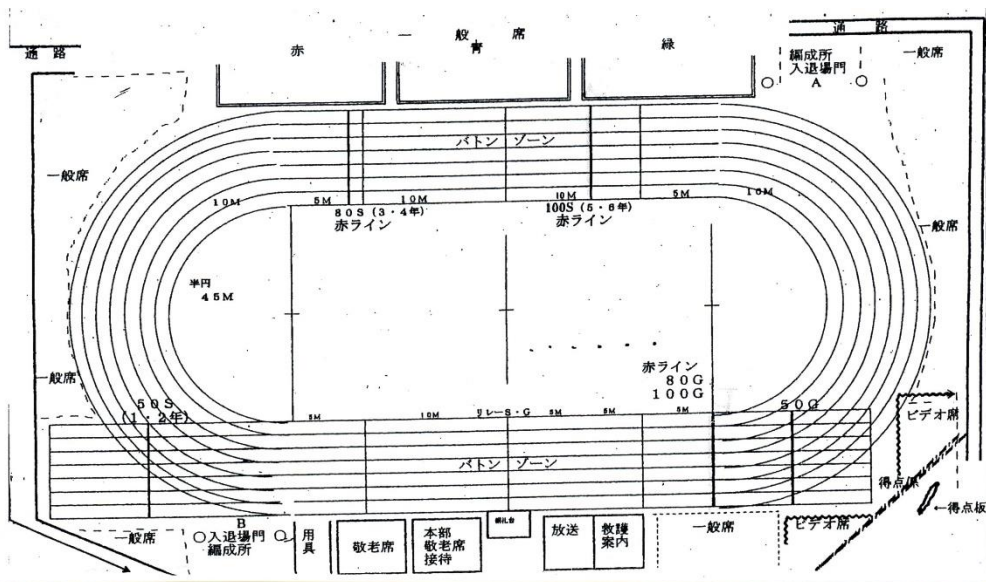 一般席
通路
赤
青
緑
通路
編成所
入退場門
A
一般席
バトン ゾーン
一般席
10M 5M 10M 10M 5M 10M
80S(3・4年)
赤ライン
100S(5・6年)
赤ライン
一般席
半円
45M
赤ライン
80G
100G
一般席
50S
(1・2年)
5M 10M リレーS・G 5M 5M 5M
50G
ビデオ席
バトン ゾーン
得点板
B
○入退場門○
編成所
一般席
用具
敬老席
本部
敬老席
接待
放送
救護
案内
一般席
ビデオ席